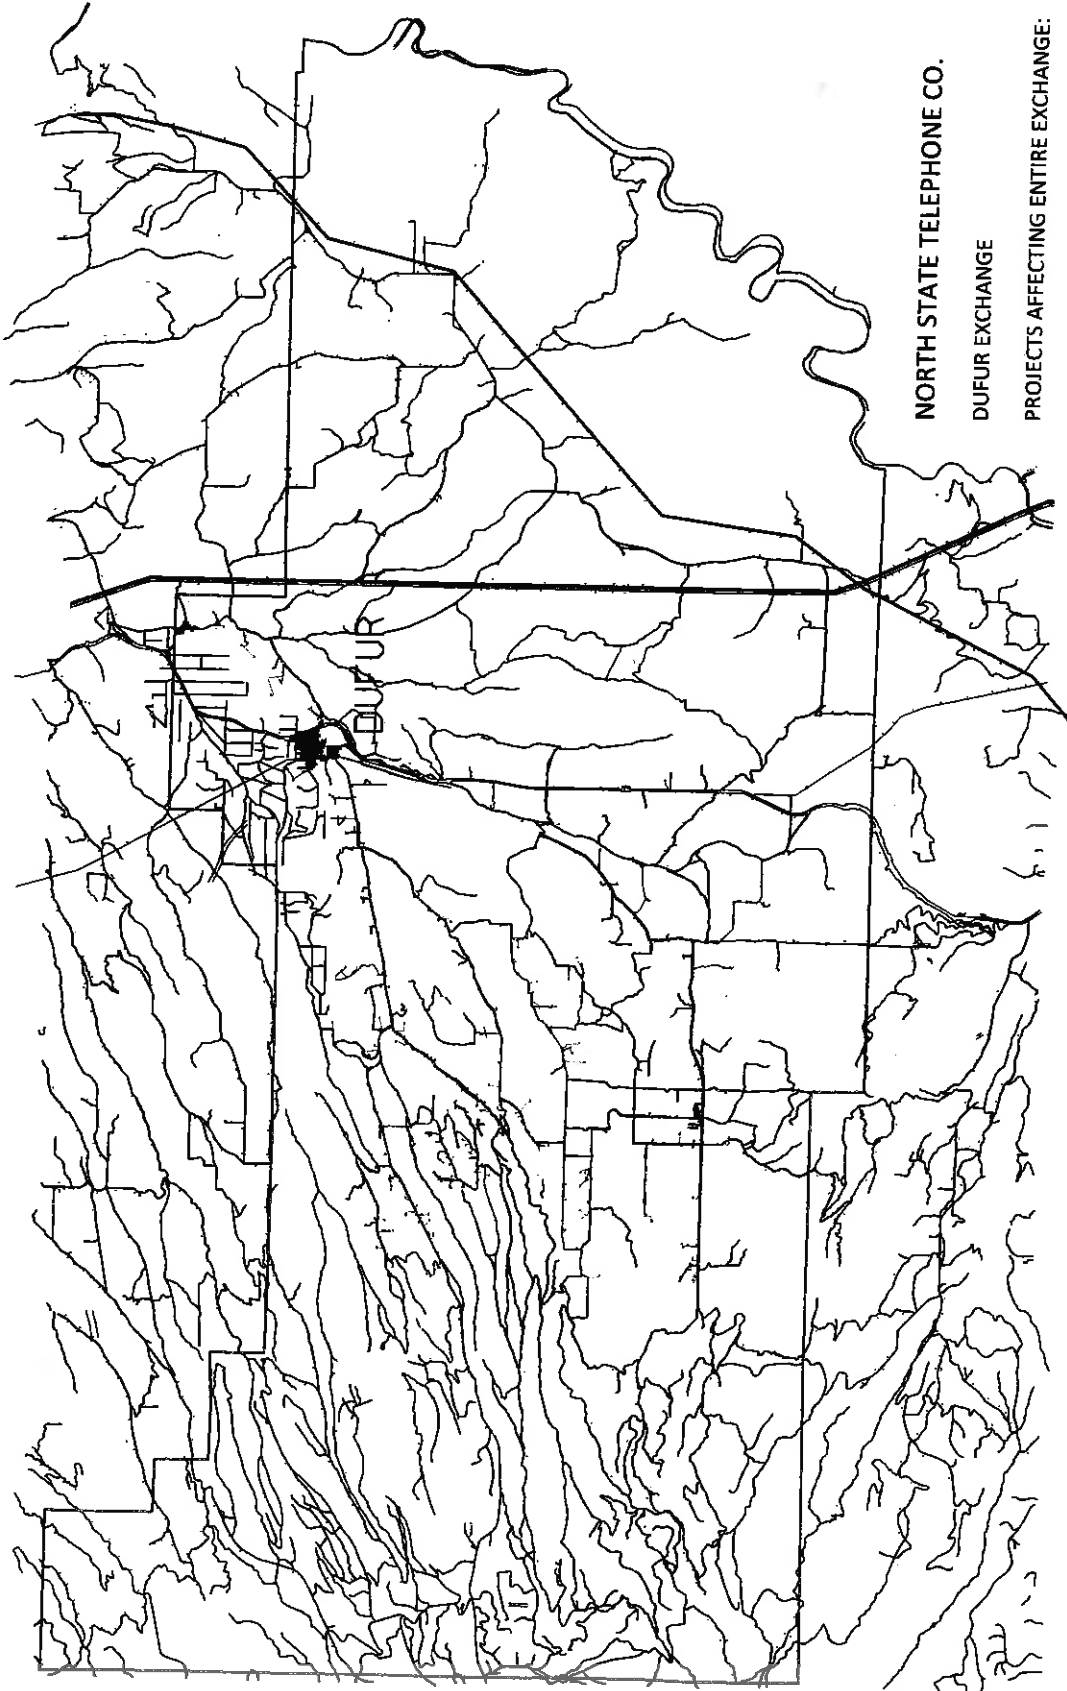 NORTH STATE TELEPHONE CO.
DUFUR EXCHANGE
PROJECTS AFFECTING ENTIRE EXCHANGE:
DUFUR